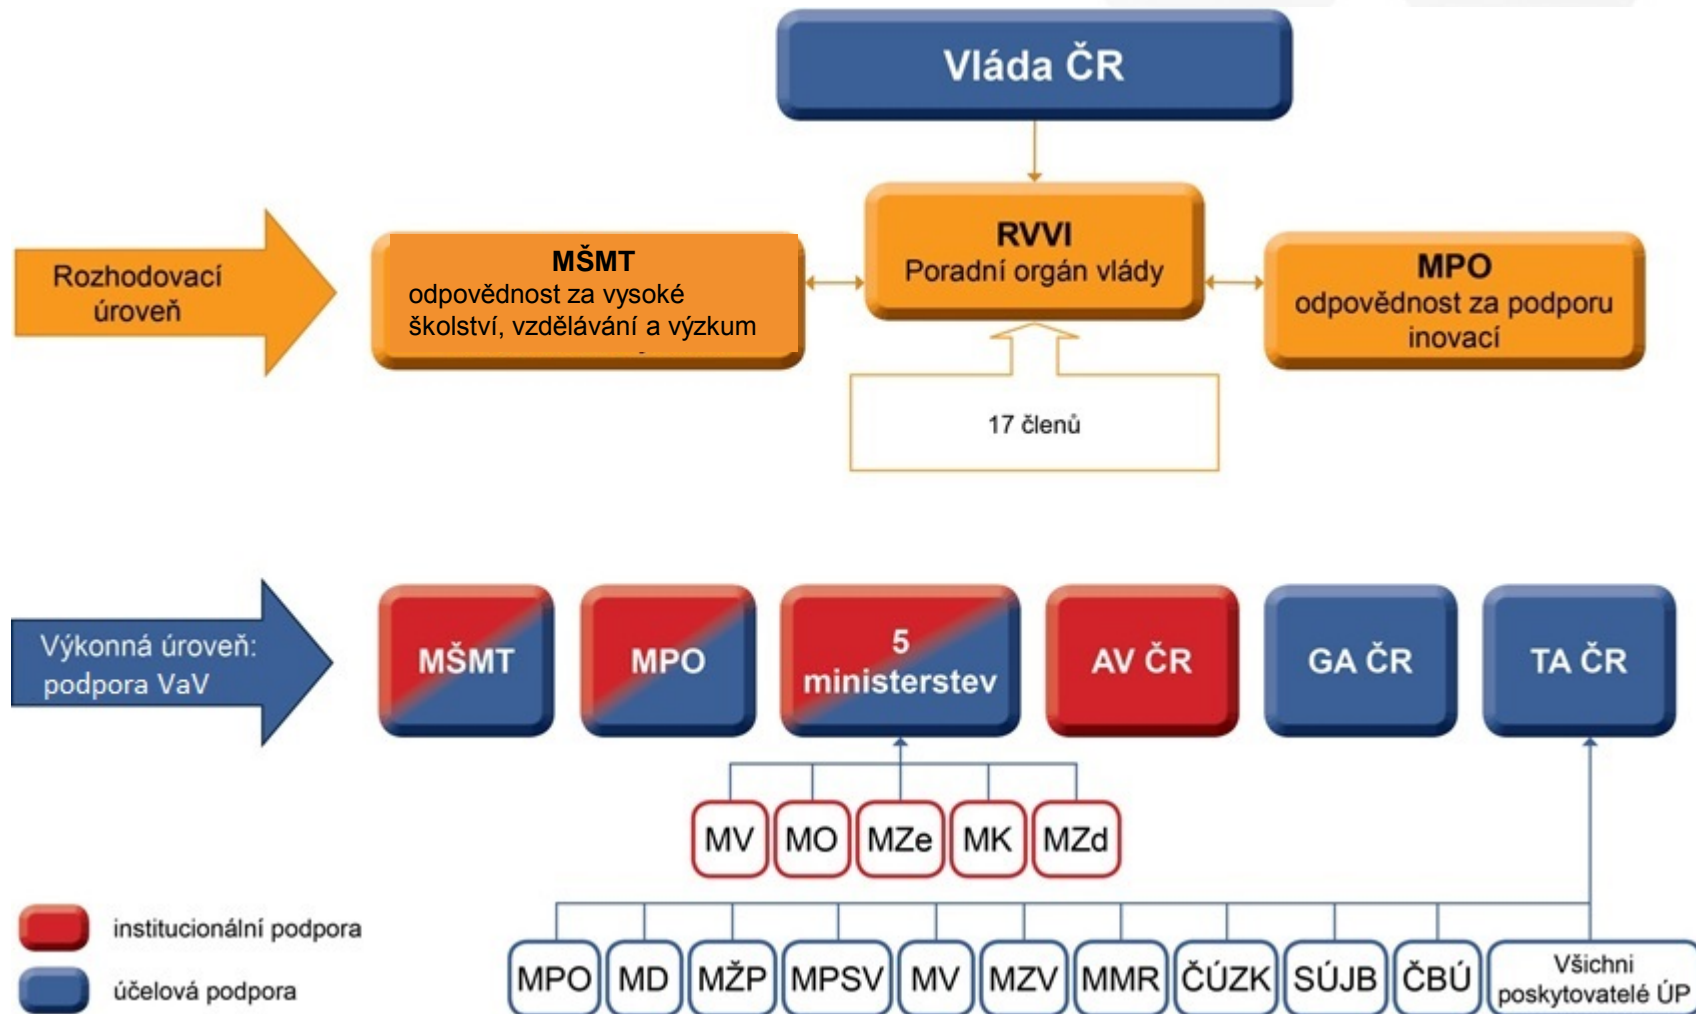 Vláda ČR
Rozhodovací
úroveň
MŠMT
odpovědnost za vysoké
školství, vzdělávání a výzkum
RVVI
Poradní orgán vlády
MPO
odpovědnost za podporu
inovací
17 členů
Výkonná úroveň:
podpora VaV
MŠMT
MPO
5
ministerstev
AV ČR
GA ČR
TA ČR
MV
MO
MZe
MK
MZd
institucionální podpora
účelová podpora
MPO
MD
MŽP
MPSV
MV
MZV
MMR
ČÚZK
SÚJB
ČBÚ
Všichni
poskytovatelé ÚP